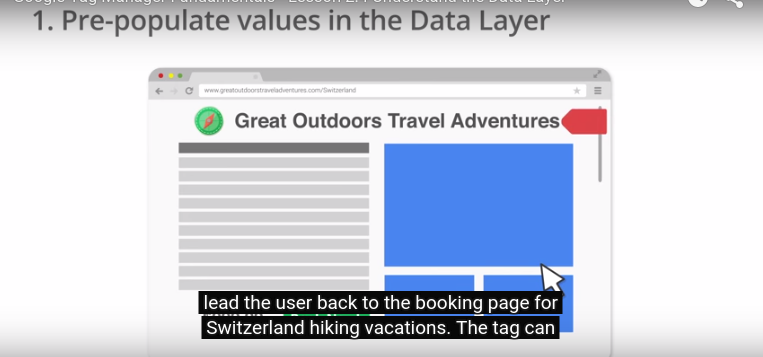 Google Tag Manager Fundamentals - Lesson 2.4 Understand the Data Layer
1. Pre-populate values in the Data Layer
www.greatoutdoorstraveladventures.com/Switzerland
Great Outdoors Travel Adventures
lead the user back to the booking page for
Switzerland hiking vacations. The tag can